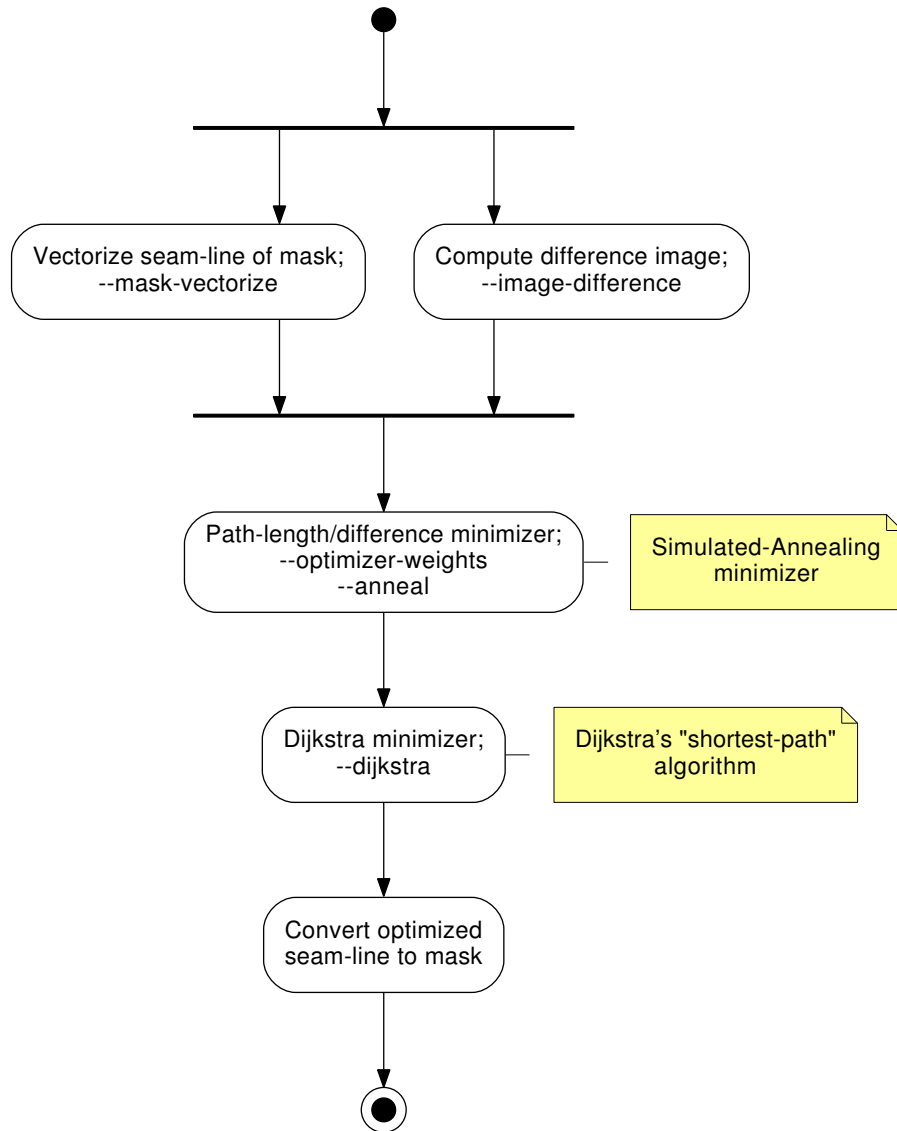 Vectorize seam-line of mask;
--mask-vectorize
Compute difference image;
--image-difference
Path-length/difference minimizer;
--optimizer-weights
--anneal
Simulated-Annealing
minimizer
Dijkstra minimizer;
--dijkstra
Dijkstra's "shortest-path"
algorithm
Convert optimized
seam-line to mask